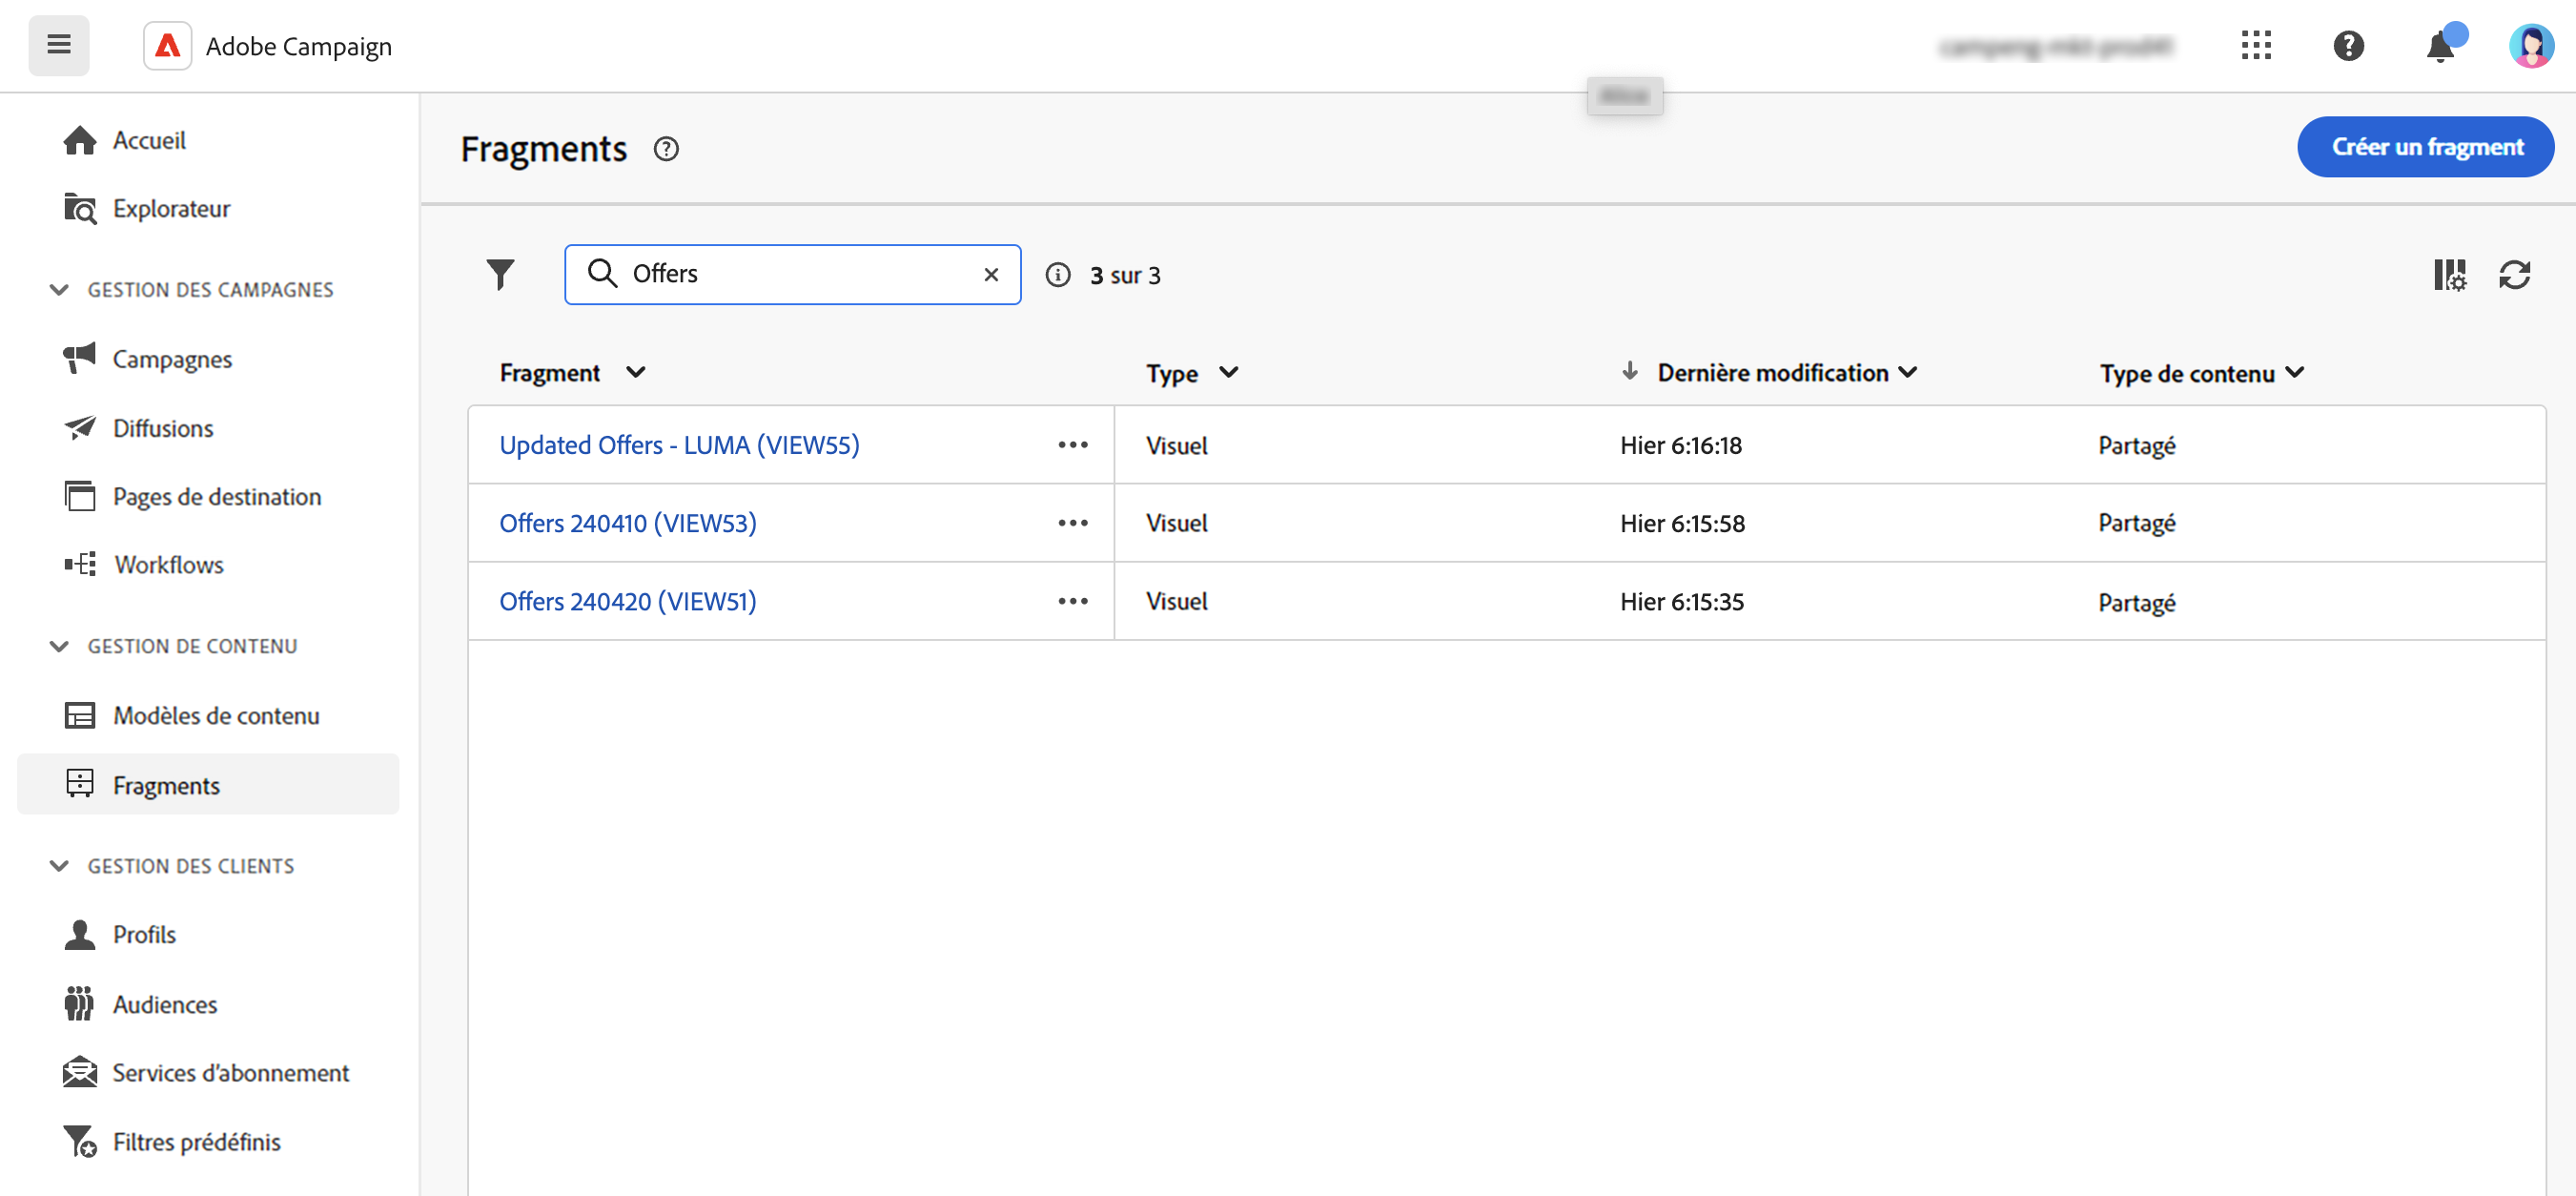 Adobe Campaign
Accueil
Explorateur
GESTION DES CAMPAGNES
Campagnes
Diffusions
Pages de destination
Workflows
GESTION DE CONTENU
Modèles de contenu
Fragments
GESTION DES CLIENTS
Profils
Audiences
Services d'abonnement
Filtres prédéfinis
Fragments
Créer un fragment
Offers
3 sur 3
Fragment Type Dernière modification Type de contenu
Updated Offers - LUMA (VIEW55) Visuel Hier 6:16:18 Partagé
Offers 240410 (VIEW53) Visuel Hier 6:15:58 Partagé
Offers 240420 (VIEW51) Visuel Hier 6:15:35 Partagé